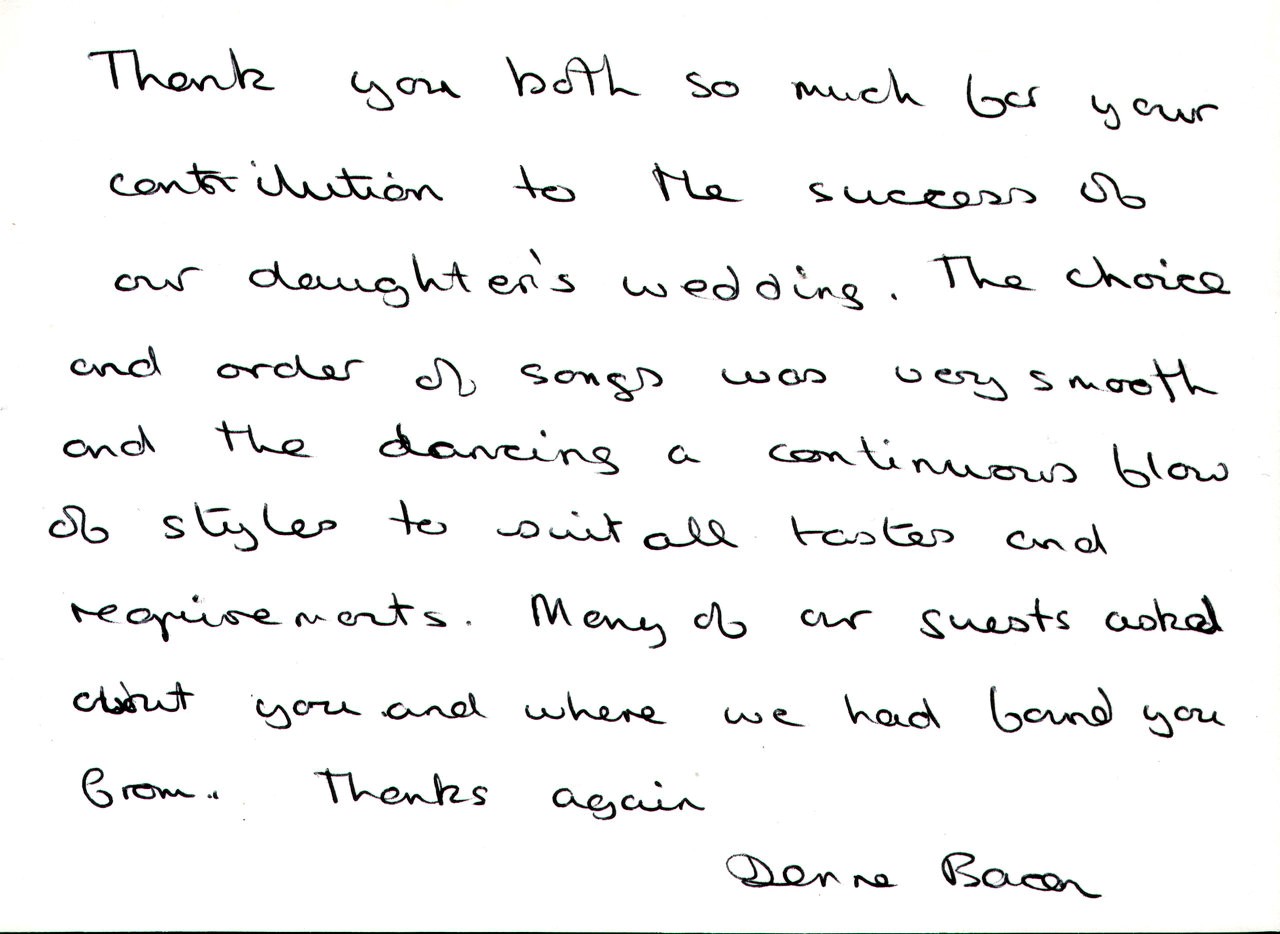 Thank you both so much for your
contribution to the success of
our daughter's wedding. The choice
and order of songs was very smooth
and the dancing a continuous flow
of styles to suit all tastes and
requirements. Many of our guests asked
about you and where we had found you
from.. Thanks again
Bacon